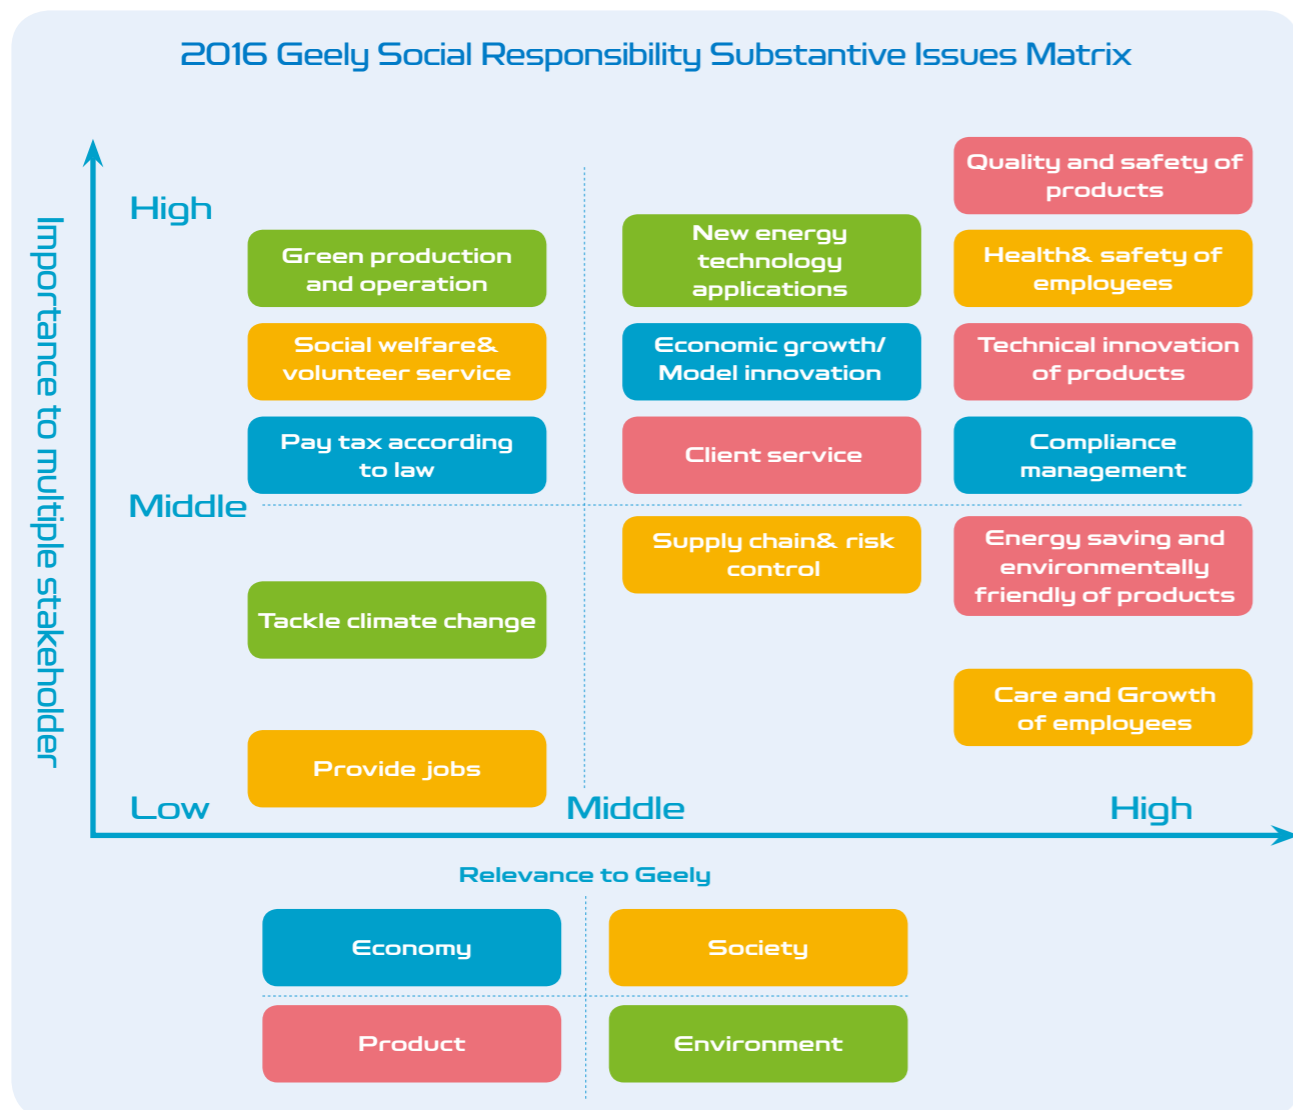 2016 Geely Social Responsibility Substantive Issues Matrix
Importance to multiple stakeholder
High
Green production
and operation
Social welfare&
volunteer service
Pay tax according
to law
New energy
technology
applications
Economic growth/
Model innovation
Client service
Quality and safety of
products
Health& safety of
employees
Technical innovation
of products
Compliance
management
Middle
Tackle climate change
Provide jobs
Supply chain& risk
control
Energy saving and
environmentally
friendly of products
Care and Growth
of employees
Low
Middle
High
Relevance to Geely
Economy
Society
Product
Environment